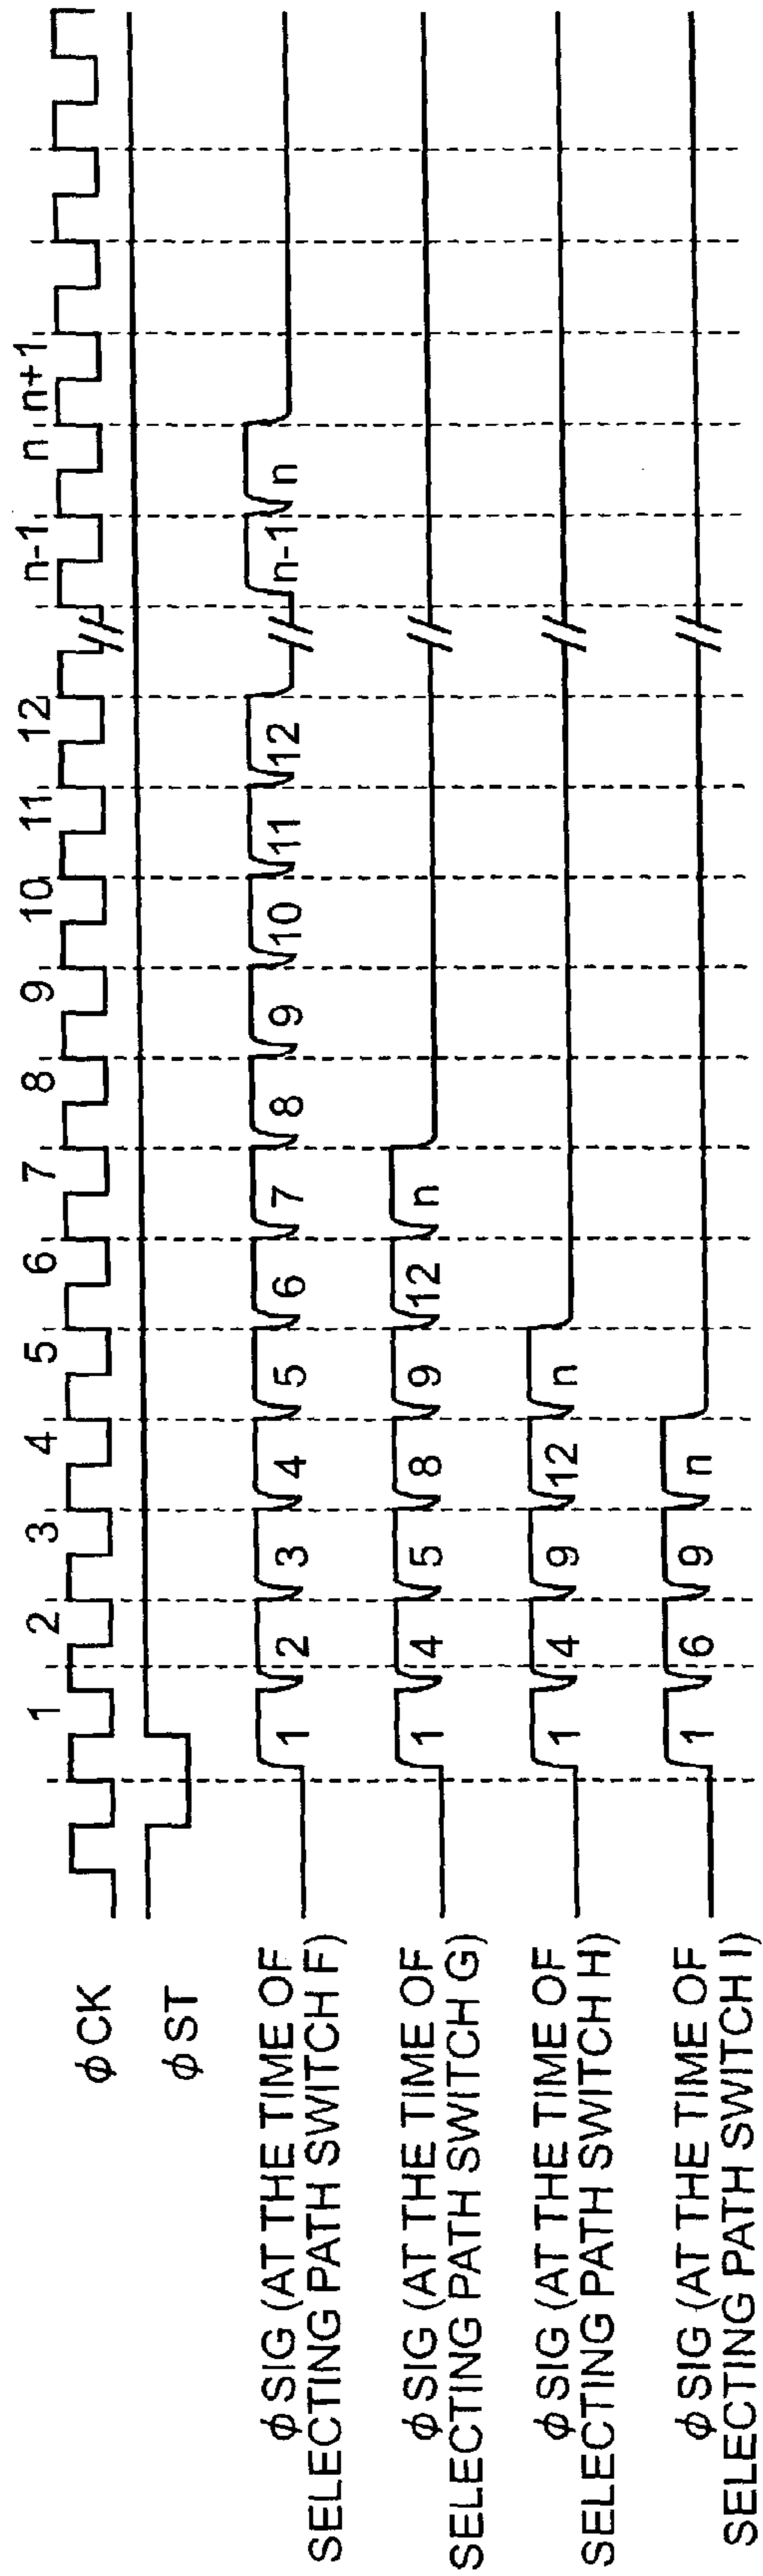 1 2 3 4 5 6 7 8 9 10 11 12 n-1 n n+1
φCK
φST
φSIG (AT THE TIME OF
SELECTING PATH SWITCH F)
1 2 3 4 5 6 7 8 9 10 11 12 n-1 n
φSIG (AT THE TIME OF
SELECTING PATH SWITCH G)
1 4 5 8 9 12 n
φSIG (AT THE TIME OF
SELECTING PATH SWITCH H)
1 4 9 12 n
φSIG (AT THE TIME OF
SELECTING PATH SWITCH I)
1 6 9 n